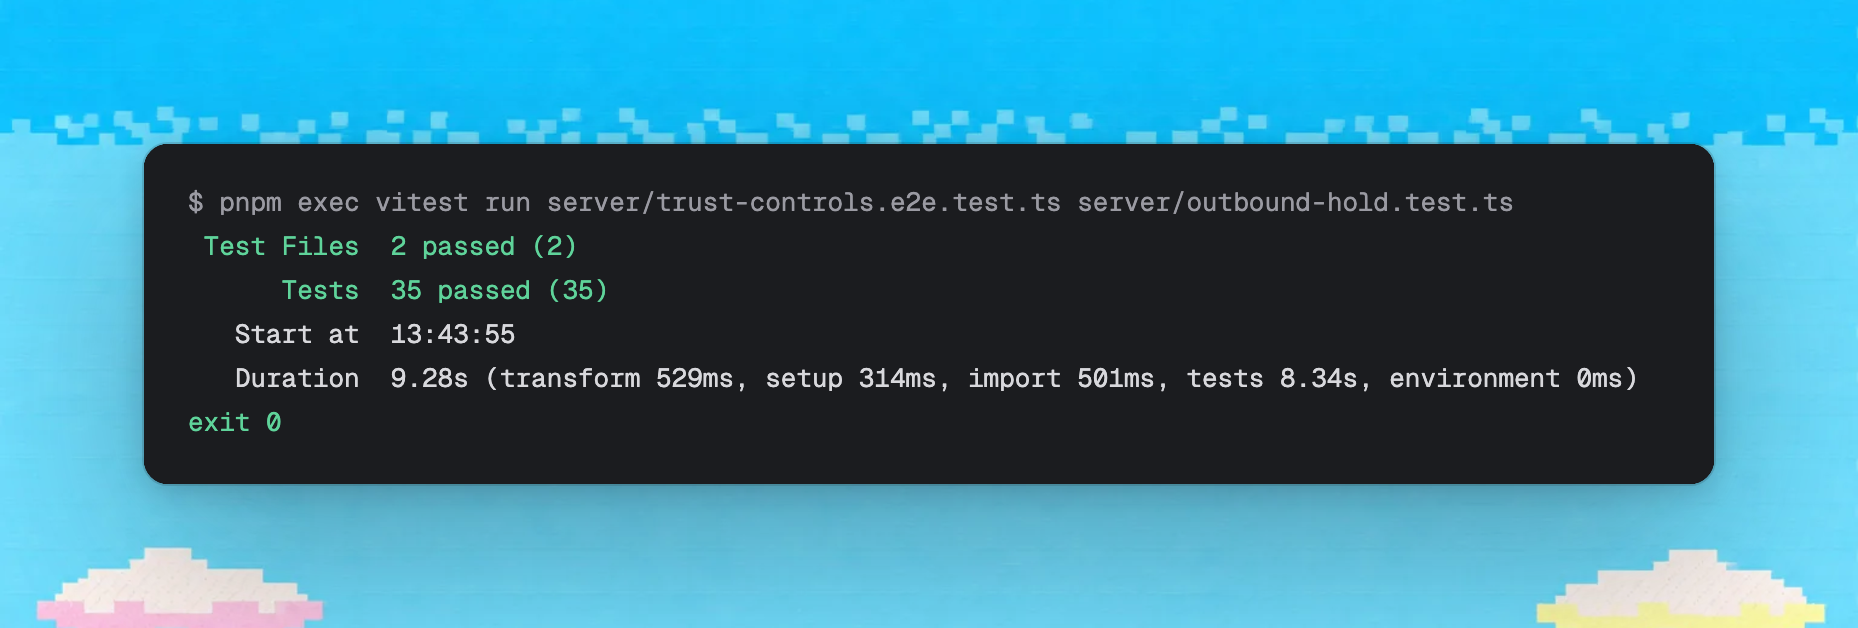 $ pnpm exec vitest run server/trust-controls.e2e.test.ts server/outbound-hold.test.ts
Test Files  2 passed (2)
Tests  35 passed (35)
Start at  13:43:55
Duration  9.28s (transform 529ms, setup 314ms, import 501ms, tests 8.34s, environment 0ms)
exit 0